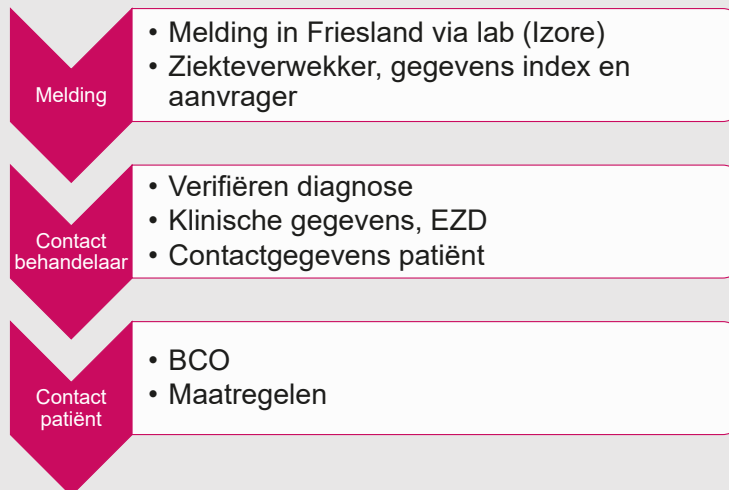 Melding
• Melding in Friesland via lab (Izore)
• Ziekteverwekker, gegevens index en
aanvrager
Contact
behandelaar
• Verifiëren diagnose
• Klinische gegevens, EZD
• Contactgegevens patiënt
Contact
patiënt
• BCO
• Maatregelen